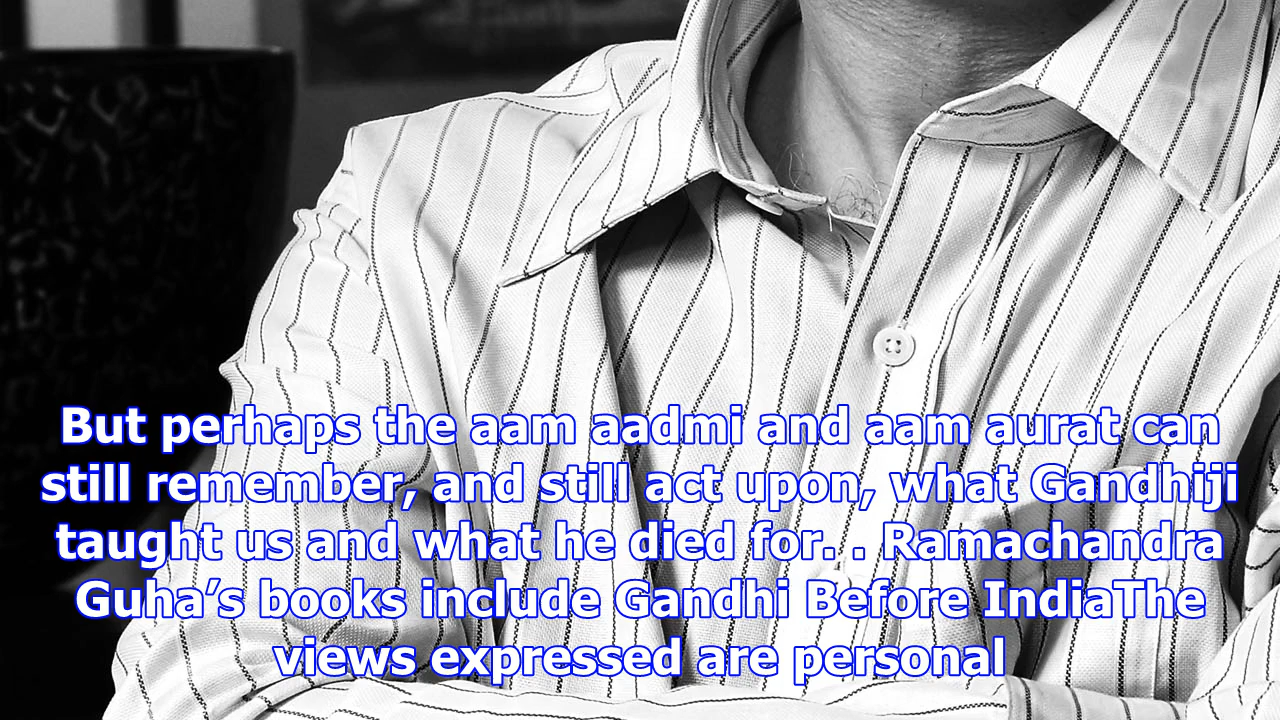 But perhaps the aam aadmi and aam aurat can
still remember, and still act upon, what Gandhiji
taught us and what he died for. . Ramachandra
Guha’s books include Gandhi Before IndiaThe
views expressed are personal